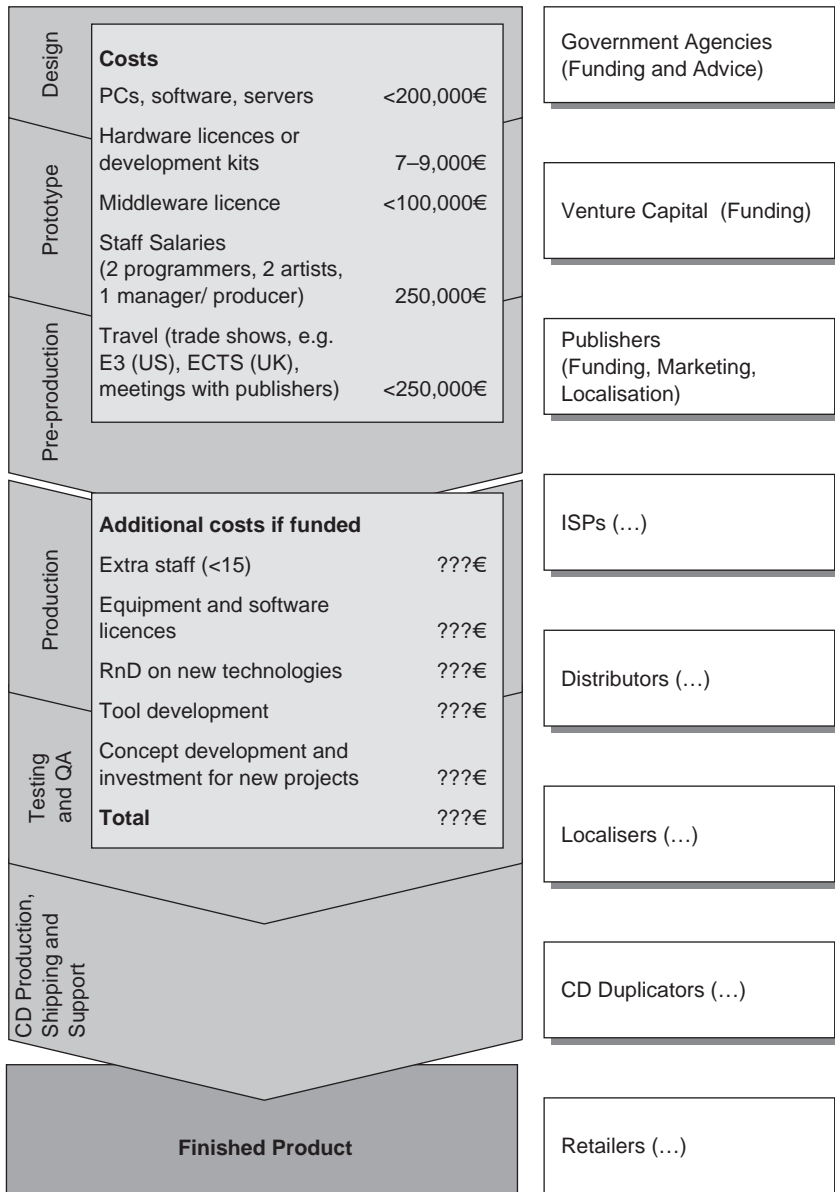 Design
Costs
PCs, software, servers <200,000€
Hardware licences or
development kits 7–9,000€
Prototype
Middleware licence <100,000€
Staff Salaries
(2 programmers, 2 artists,
1 manager/ producer) 250,000€
Pre-production
Travel (trade shows, e.g.
E3 (US), ECTS (UK),
meetings with publishers) <250,000€
Production
Additional costs if funded
Extra staff (<15) ???€
Equipment and software
licences ???€
RnD on new technologies ???€
Tool development ???€
Testing
and QA
Concept development and
investment for new projects ???€
Total ???€
CD Production,
Shipping and
Support
Finished Product
Government Agencies
(Funding and Advice)
Venture Capital (Funding)
Publishers
(Funding, Marketing,
Localisation)
ISPs (…)
Distributors (…)
Localisers (…)
CD Duplicators (…)
Retailers (…)